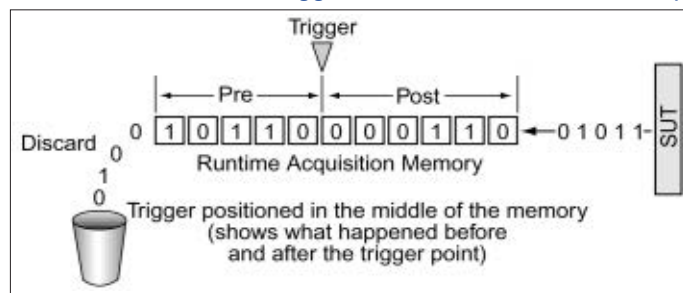 Trigger
Pre Post
0 1 0 1 1 0 0 0 0 1 1 0 0 1 0 1 1 SUT
Discard 0
Runtime Acquisition Memory
1
0
Trigger positioned in the middle of the memory
(shows what happened before
and after the trigger point)